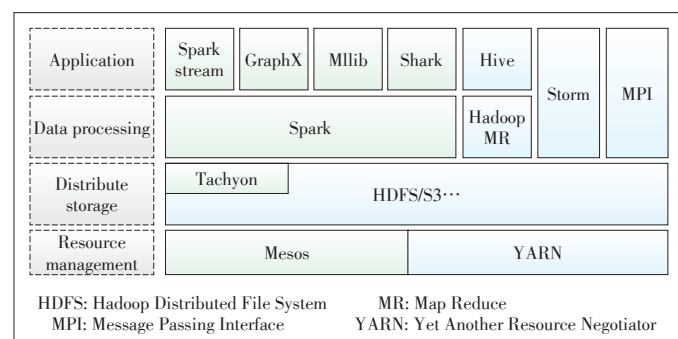 Application
Spark
stream
GraphX
Mllib
Shark
Hive
Storm
MPI
Data processing
Spark
Hadoop
MR
Distribute
storage
Tachyon
HDFS/S3···
Resource
management
Mesos
YARN
HDFS: Hadoop Distributed File System MR: Map Reduce
MPI: Message Passing Interface YARN: Yet Another Resource Negotiator